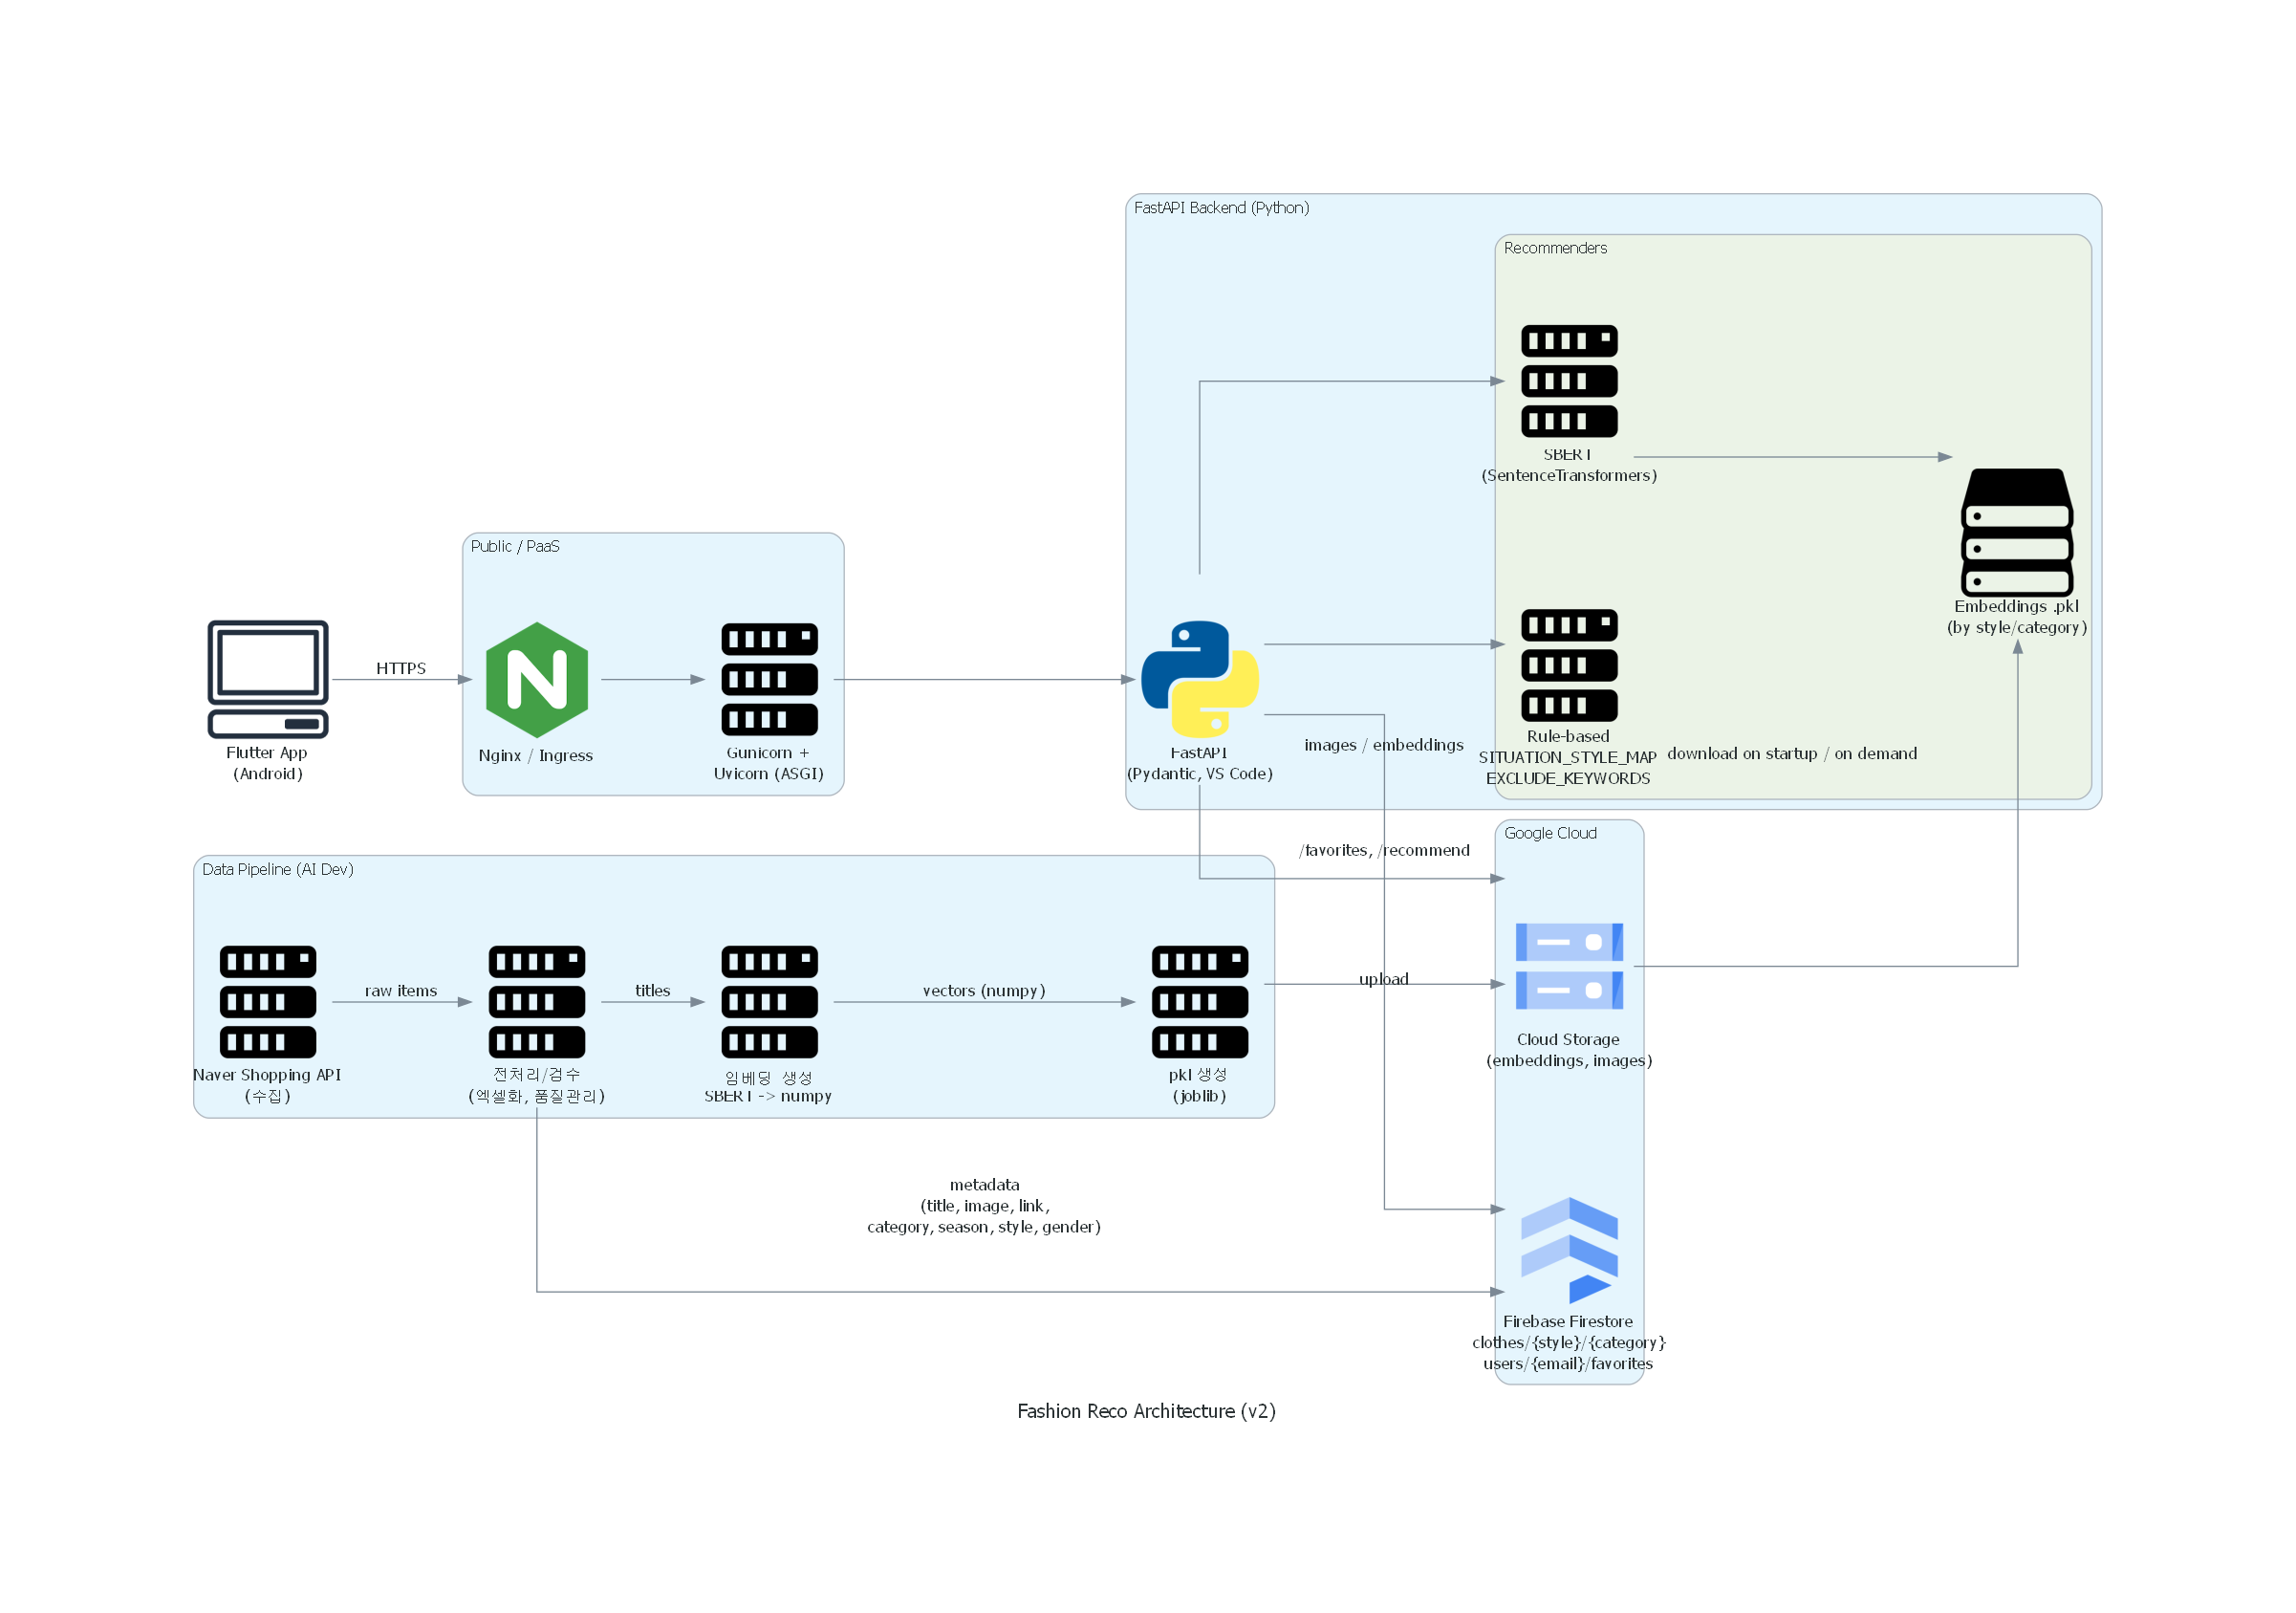 FastAPI Backend (Python)
Recommenders
SBERT
(SentenceTransformers)
Embeddings .pkl
(by style/category)
Public / PaaS
HTTPS
Flutter App
(Android)
Nginx / Ingress
Gunicorn +
Uvicorn (ASGI)
FastAPI
(Pydantic, VS Code)
images / embeddings
Rule-based
SITUATION_STYLE_MAP
EXCLUDE_KEYWORDS
download on startup / on demand
/favorites, /recommend
Google Cloud
Data Pipeline (AI Dev)
raw items
titles
vectors (numpy)
upload
Naver Shopping API
(수집)
전처리/검수
(엑셀화, 품질관리)
임베딩 생성
SBERT -> numpy
pkl 생성
(joblib)
Cloud Storage
(embeddings, images)
metadata
(title, image, link,
category, season, style, gender)
Firebase Firestore
clothes/{style}/{category}
users/{email}/favorites
Fashion Reco Architecture (v2)